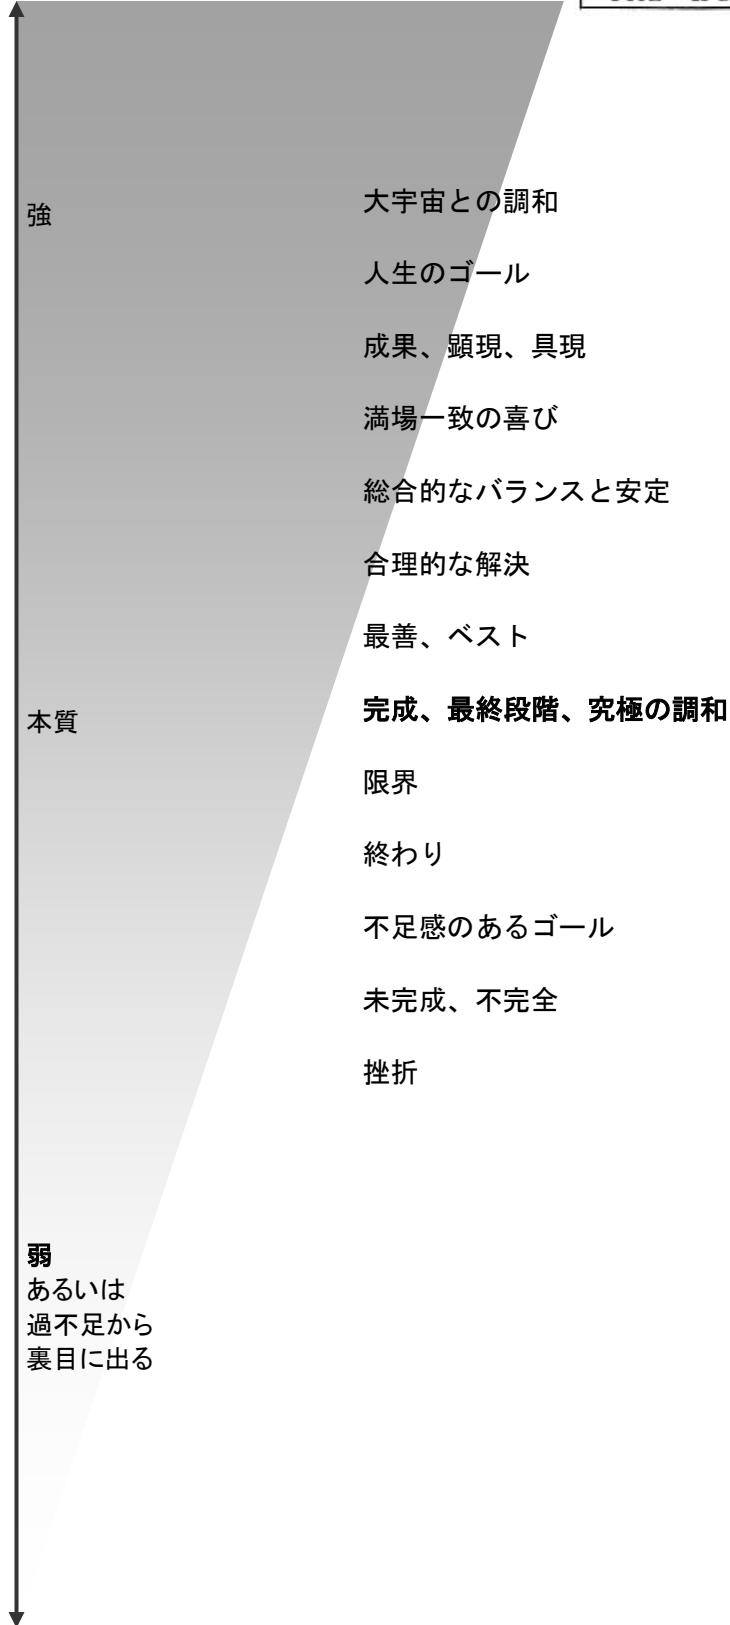 強
大宇宙との調和
人生のゴール
成果、顕現、具現
満場一致の喜び
総合的なバランスと安定
合理的な解決
最善、ベスト
本質
完成、最終段階、究極の調和
限界
終わり
不足感のあるゴール
未完成、不完全
挫折
弱
あるいは
過不足から
裏目に出る